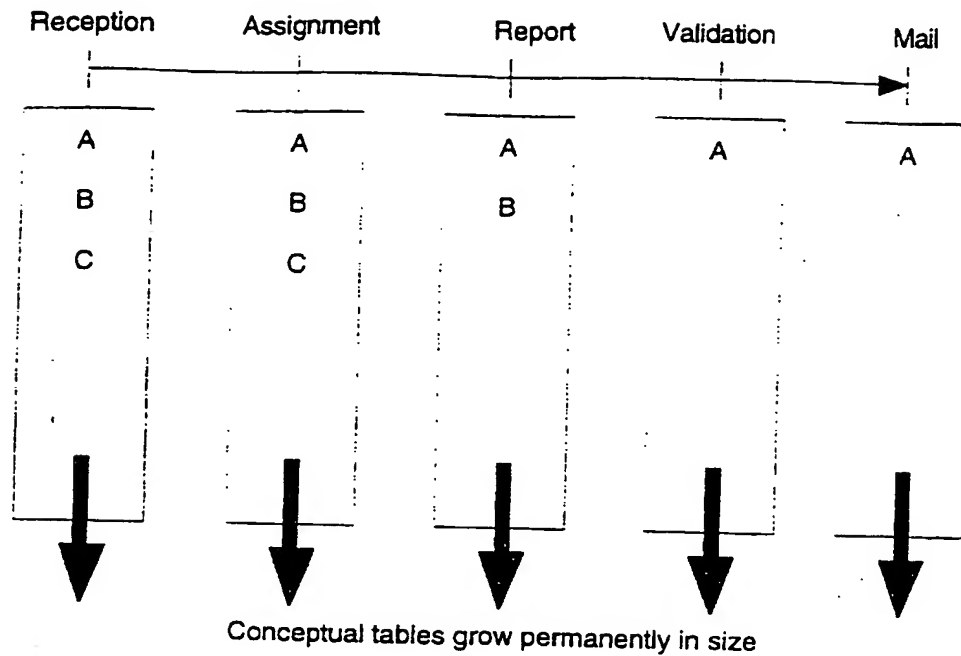 Reception Assignment Report Validation Mail
A A A A A
B B B
C C
Conceptual tables grow permanently in size